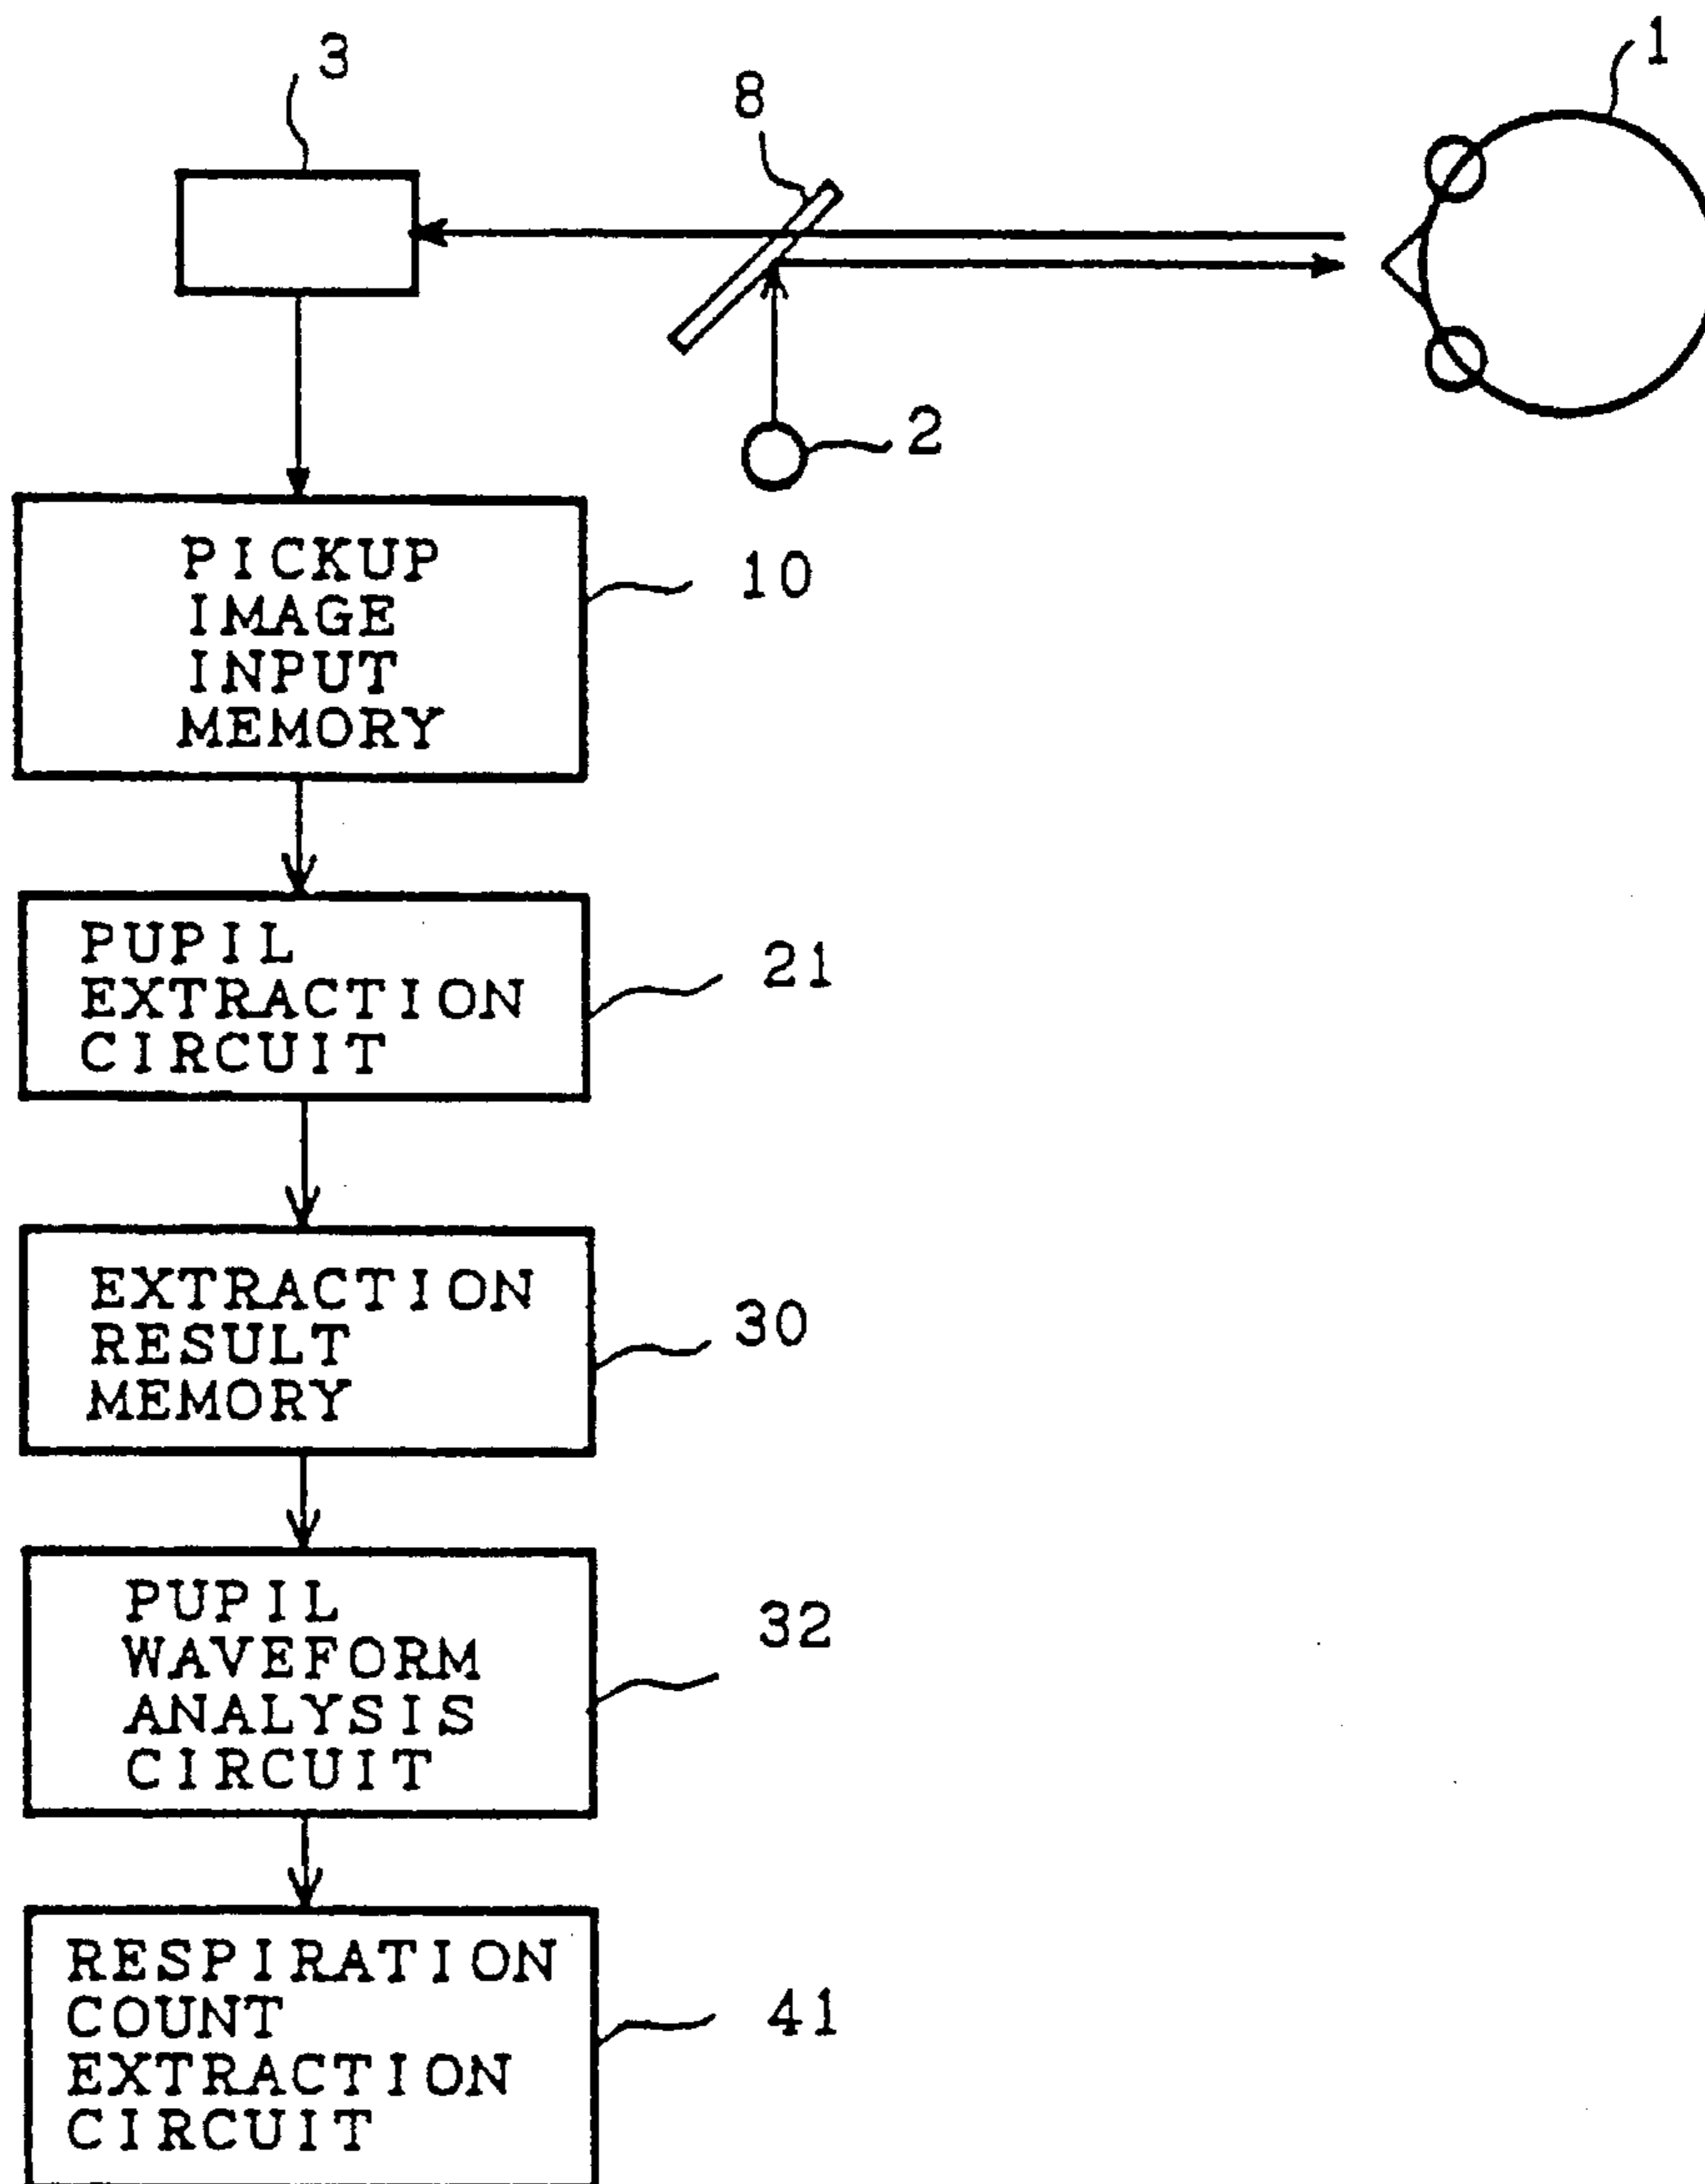 3
8
1
2
PICKUP
IMAGE
INPUT
MEMORY
10
PUPIL
EXTRACTION
CIRCUIT
21
EXTRACTION
RESULT
MEMORY
30
PUPIL
WAVEFORM
ANALYSIS
CIRCUIT
32
RESPIRATION
COUNT
EXTRACTION
CIRCUIT
41